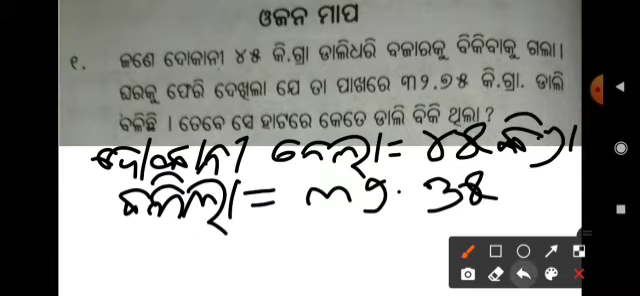 ଓଜନ ମାପ
୧. ଜଣେ ଦୋକାନୀ ୪୫ କି.ଗ୍ରା ଡାଲିଧରି ବଜାରକୁ ବିକିବାକୁ ଗଲା।
ଘରକୁ ଫେରି ଦେଖିଲା ଯେ ତା ପାଖରେ ୩୨.୭୫ କି.ଗ୍ରା. ଡାଲି
ବଳିଛି । ତେବେ ସେ ହାଟରେ କେତେ ଡାଲି ବିକି ଥିଲା ?
ଦୋକାନୀ ନେଲା = ୪୫ କିଗ୍ରା
ବଳିଲା = ୩୨. ୭୫